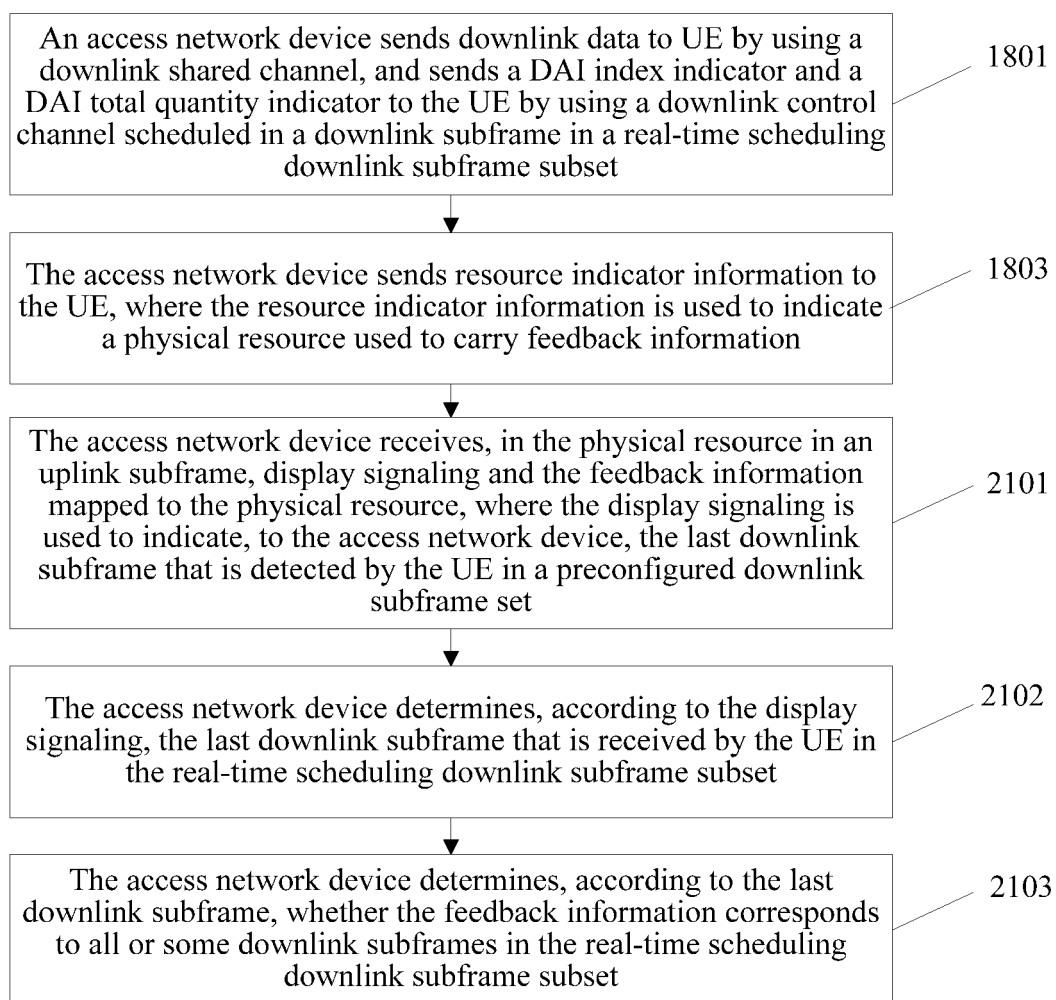 An access network device sends downlink data to UE by using a
downlink shared channel, and sends a DAI index indicator and a
DAI total quantity indicator to the UE by using a downlink control
channel scheduled in a downlink subframe in a real-time scheduling
downlink subframe subset
1801
The access network device sends resource indicator information to
the UE, where the resource indicator information is used to indicate
a physical resource used to carry feedback information
1803
The access network device receives, in the physical resource in an
uplink subframe, display signaling and the feedback information
mapped to the physical resource, where the display signaling is
used to indicate, to the access network device, the last downlink
subframe that is detected by the UE in a preconfigured downlink
subframe set
2101
The access network device determines, according to the display
signaling, the last downlink subframe that is received by the UE in
the real-time scheduling downlink subframe subset
2102
The access network device determines, according to the last
downlink subframe, whether the feedback information corresponds
to all or some downlink subframes in the real-time scheduling
downlink subframe subset
2103